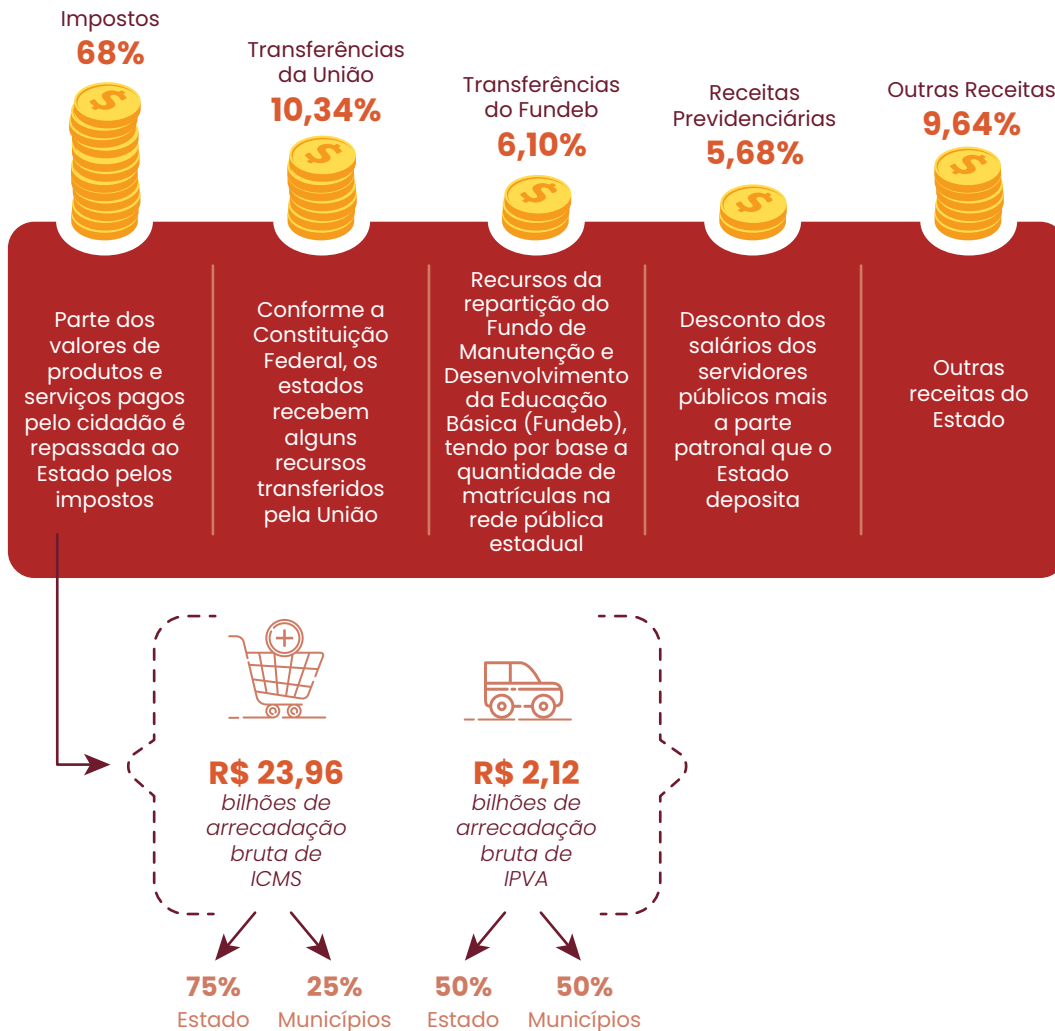 Impostos
68%
Transferências
da União
10,34%
Transferências
do Fundeb
6,10%
Receitas
Previdenciárias
5,68%
Outras Receitas
9,64%
Parte dos
valores de
produtos e
serviços pagos
pelo cidadão é
repassada ao
Estado pelos
impostos
Conforme a
Constituição
Federal, os
estados
recebem
alguns
recursos
transferidos
pela União
Recursos da
repartição do
Fundo de
Manutenção e
Desenvolvimento
da Educação
Básica (Fundeb),
tendo por base a
quantidade de
matrículas na
rede pública
estadual
Desconto dos
salários dos
servidores
públicos mais
a parte
patronal que o
Estado
deposita
Outras
receitas do
Estado
R$ 23,96
bilhões de
arrecadação
bruta de
ICMS
R$ 2,12
bilhões de
arrecadação
bruta de
IPVA
75%
Estado
25%
Municípios
50%
Estado
50%
Municípios